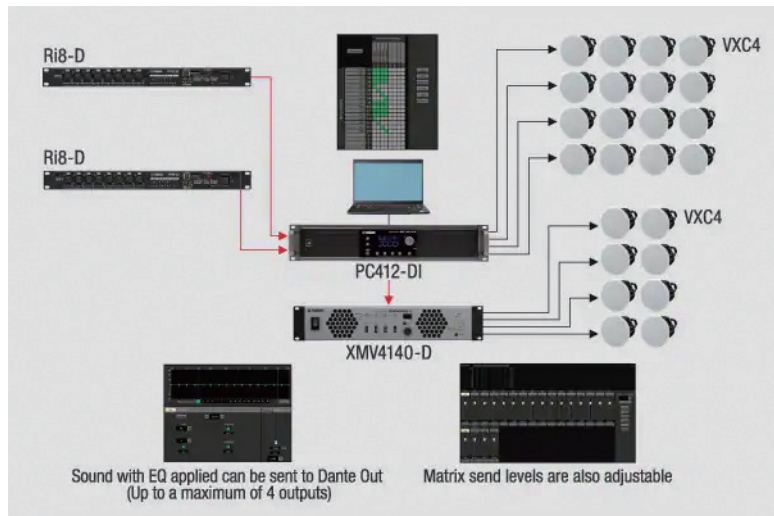 Ri8-D
VXC4
Ri8-D
VXC4
PC412-DI
XMV4140-D
Sound with EQ applied can be sent to Dante Out
(Up to a maximum of 4 outputs)
Matrix send levels are also adjustable